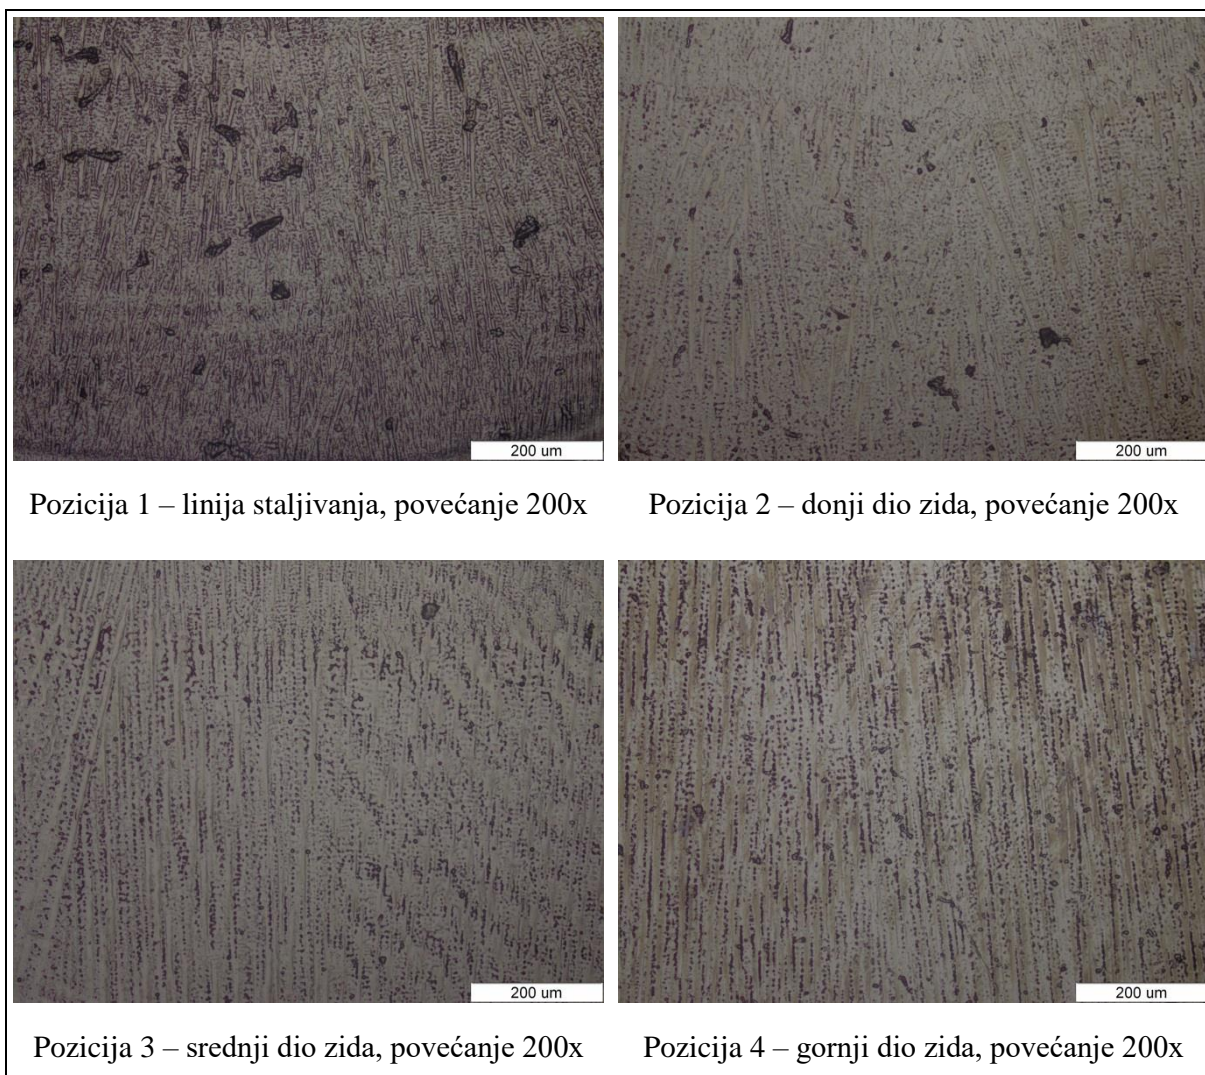 200 um
200 um
Pozicija 1 – linija staljivanja, povećanje 200x
Pozicija 2 – donji dio zida, povećanje 200x
200 um
200 um
Pozicija 3 – srednji dio zida, povećanje 200x
Pozicija 4 – gornji dio zida, povećanje 200x